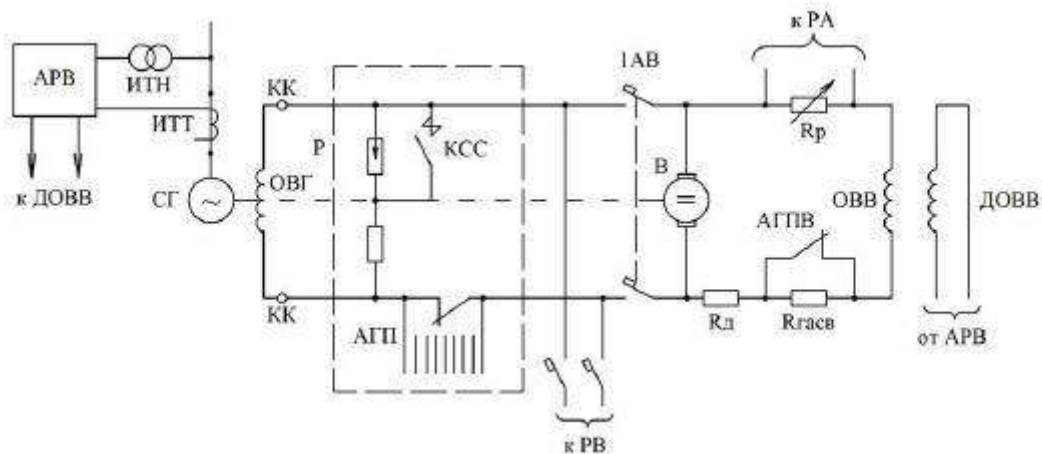 к РА
АРВ
ИТН
КК
1АВ
Rр
ИТТ
Р
КСС
В
к ДОВВ
СГ
~
ОВГ
=
ОВВ
ДОВВ
АГПВ
КК
АГП
Rд
Rгасв
от АРВ
к РВ